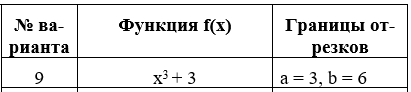 № ва-
рианта
Функция f(x)
Границы от-
резков
9
x³ + 3
a = 3, b = 6